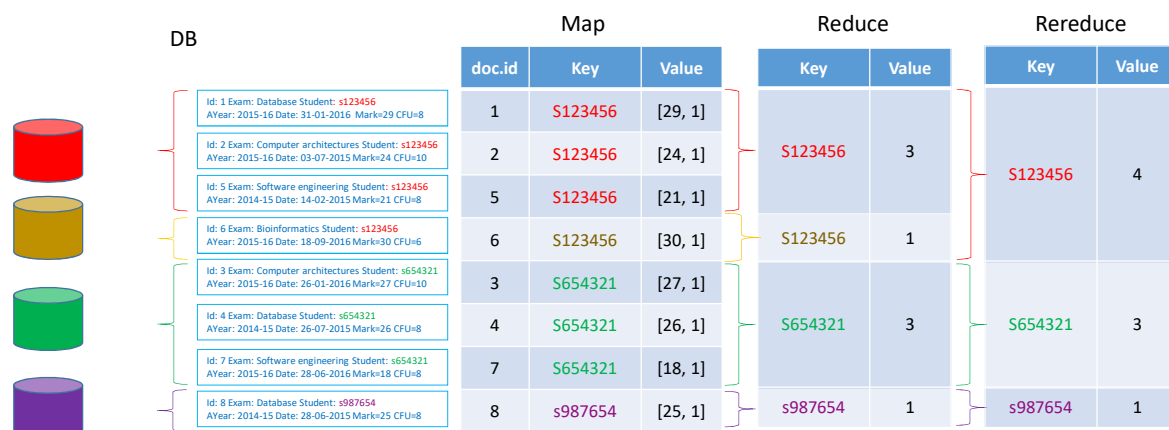 DB
Map
Reduce
Rereduce
doc.id Key Value
Key Value
Key Value
Id: 1 Exam: Database Student: s123456
AYear: 2015-16 Date: 31-01-2016 Mark=29 CFU=8
Id: 2 Exam: Computer architectures Student: s123456
AYear: 2015-16 Date: 03-07-2015 Mark=24 CFU=10
Id: 5 Exam: Software engineering Student: s123456
AYear: 2014-15 Date: 14-02-2015 Mark=21 CFU=8
Id: 6 Exam: Bioinformatics Student: s123456
AYear: 2015-16 Date: 18-09-2016 Mark=30 CFU=6
Id: 3 Exam: Computer architectures Student: s654321
AYear: 2015-16 Date: 26-01-2016 Mark=27 CFU=10
Id: 4 Exam: Database Student: s654321
AYear: 2014-15 Date: 26-07-2015 Mark=26 CFU=8
Id: 7 Exam: Software engineering Student: s654321
AYear: 2015-16 Date: 28-06-2016 Mark=18 CFU=8
Id: 8 Exam: Database Student: s987654
AYear: 2014-15 Date: 28-06-2015 Mark=25 CFU=8
1 S123456 [29, 1]
2 S123456 [24, 1]
5 S123456 [21, 1]
6 S123456 [30, 1]
3 S654321 [27, 1]
4 S654321 [26, 1]
7 S654321 [18, 1]
8 s987654 [25, 1]
S123456 3
S123456 1
S654321 3
s987654 1
S123456 4
S654321 3
s987654 1